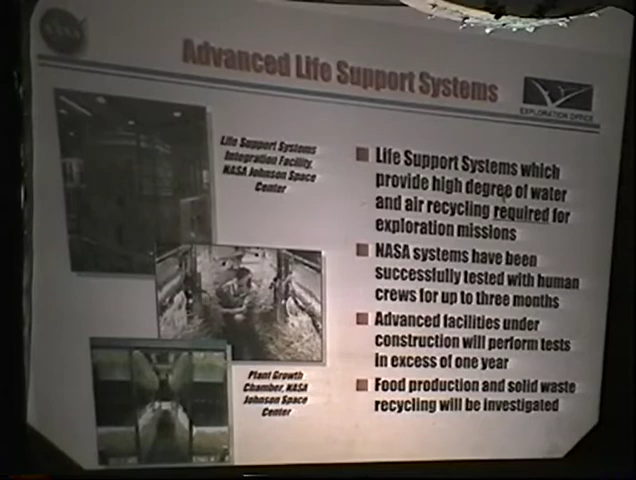 NASA
Advanced Life Support Systems
EXPLORATION OFFICE
Life Support Systems
Integration Facility,
NASA Johnson Space
Center
Life Support Systems which
provide high degree of water
and air recycling required for
exploration missions
NASA systems have been
successfully tested with human
crews for up to three months
Advanced facilities under
construction will perform tests
in excess of one year
Food production and solid waste
recycling will be investigated
Plant Growth
Chamber, NASA
Johnson Space
Center